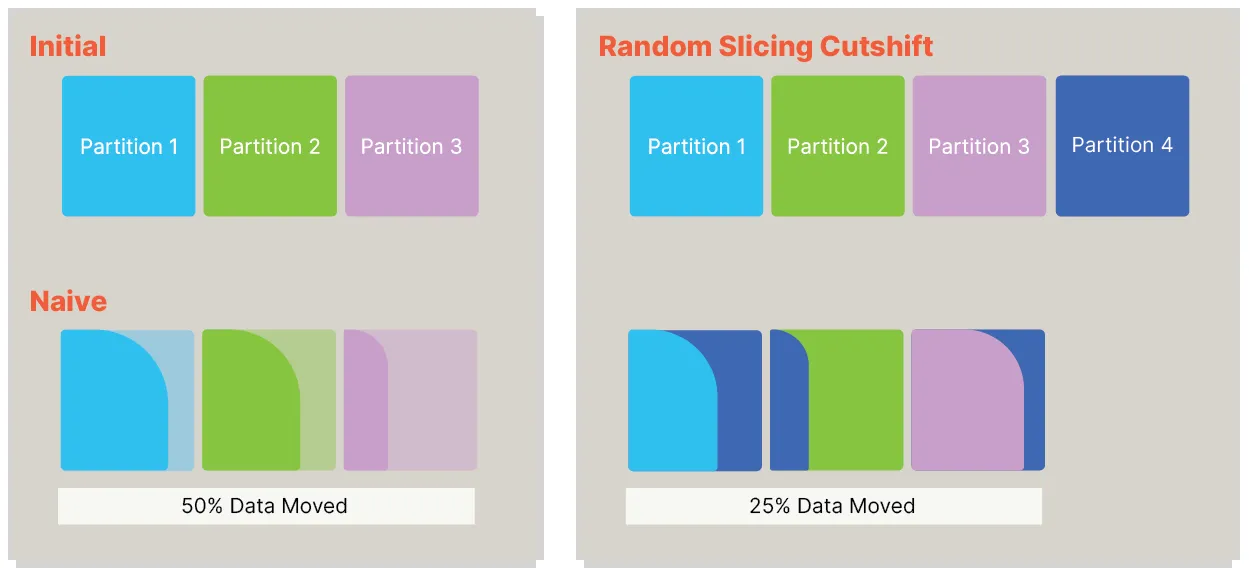 Initial
Partition 1
Partition 2
Partition 3
Naive
50% Data Moved
Random Slicing Cutshift
Partition 1
Partition 2
Partition 3
Partition 4
25% Data Moved